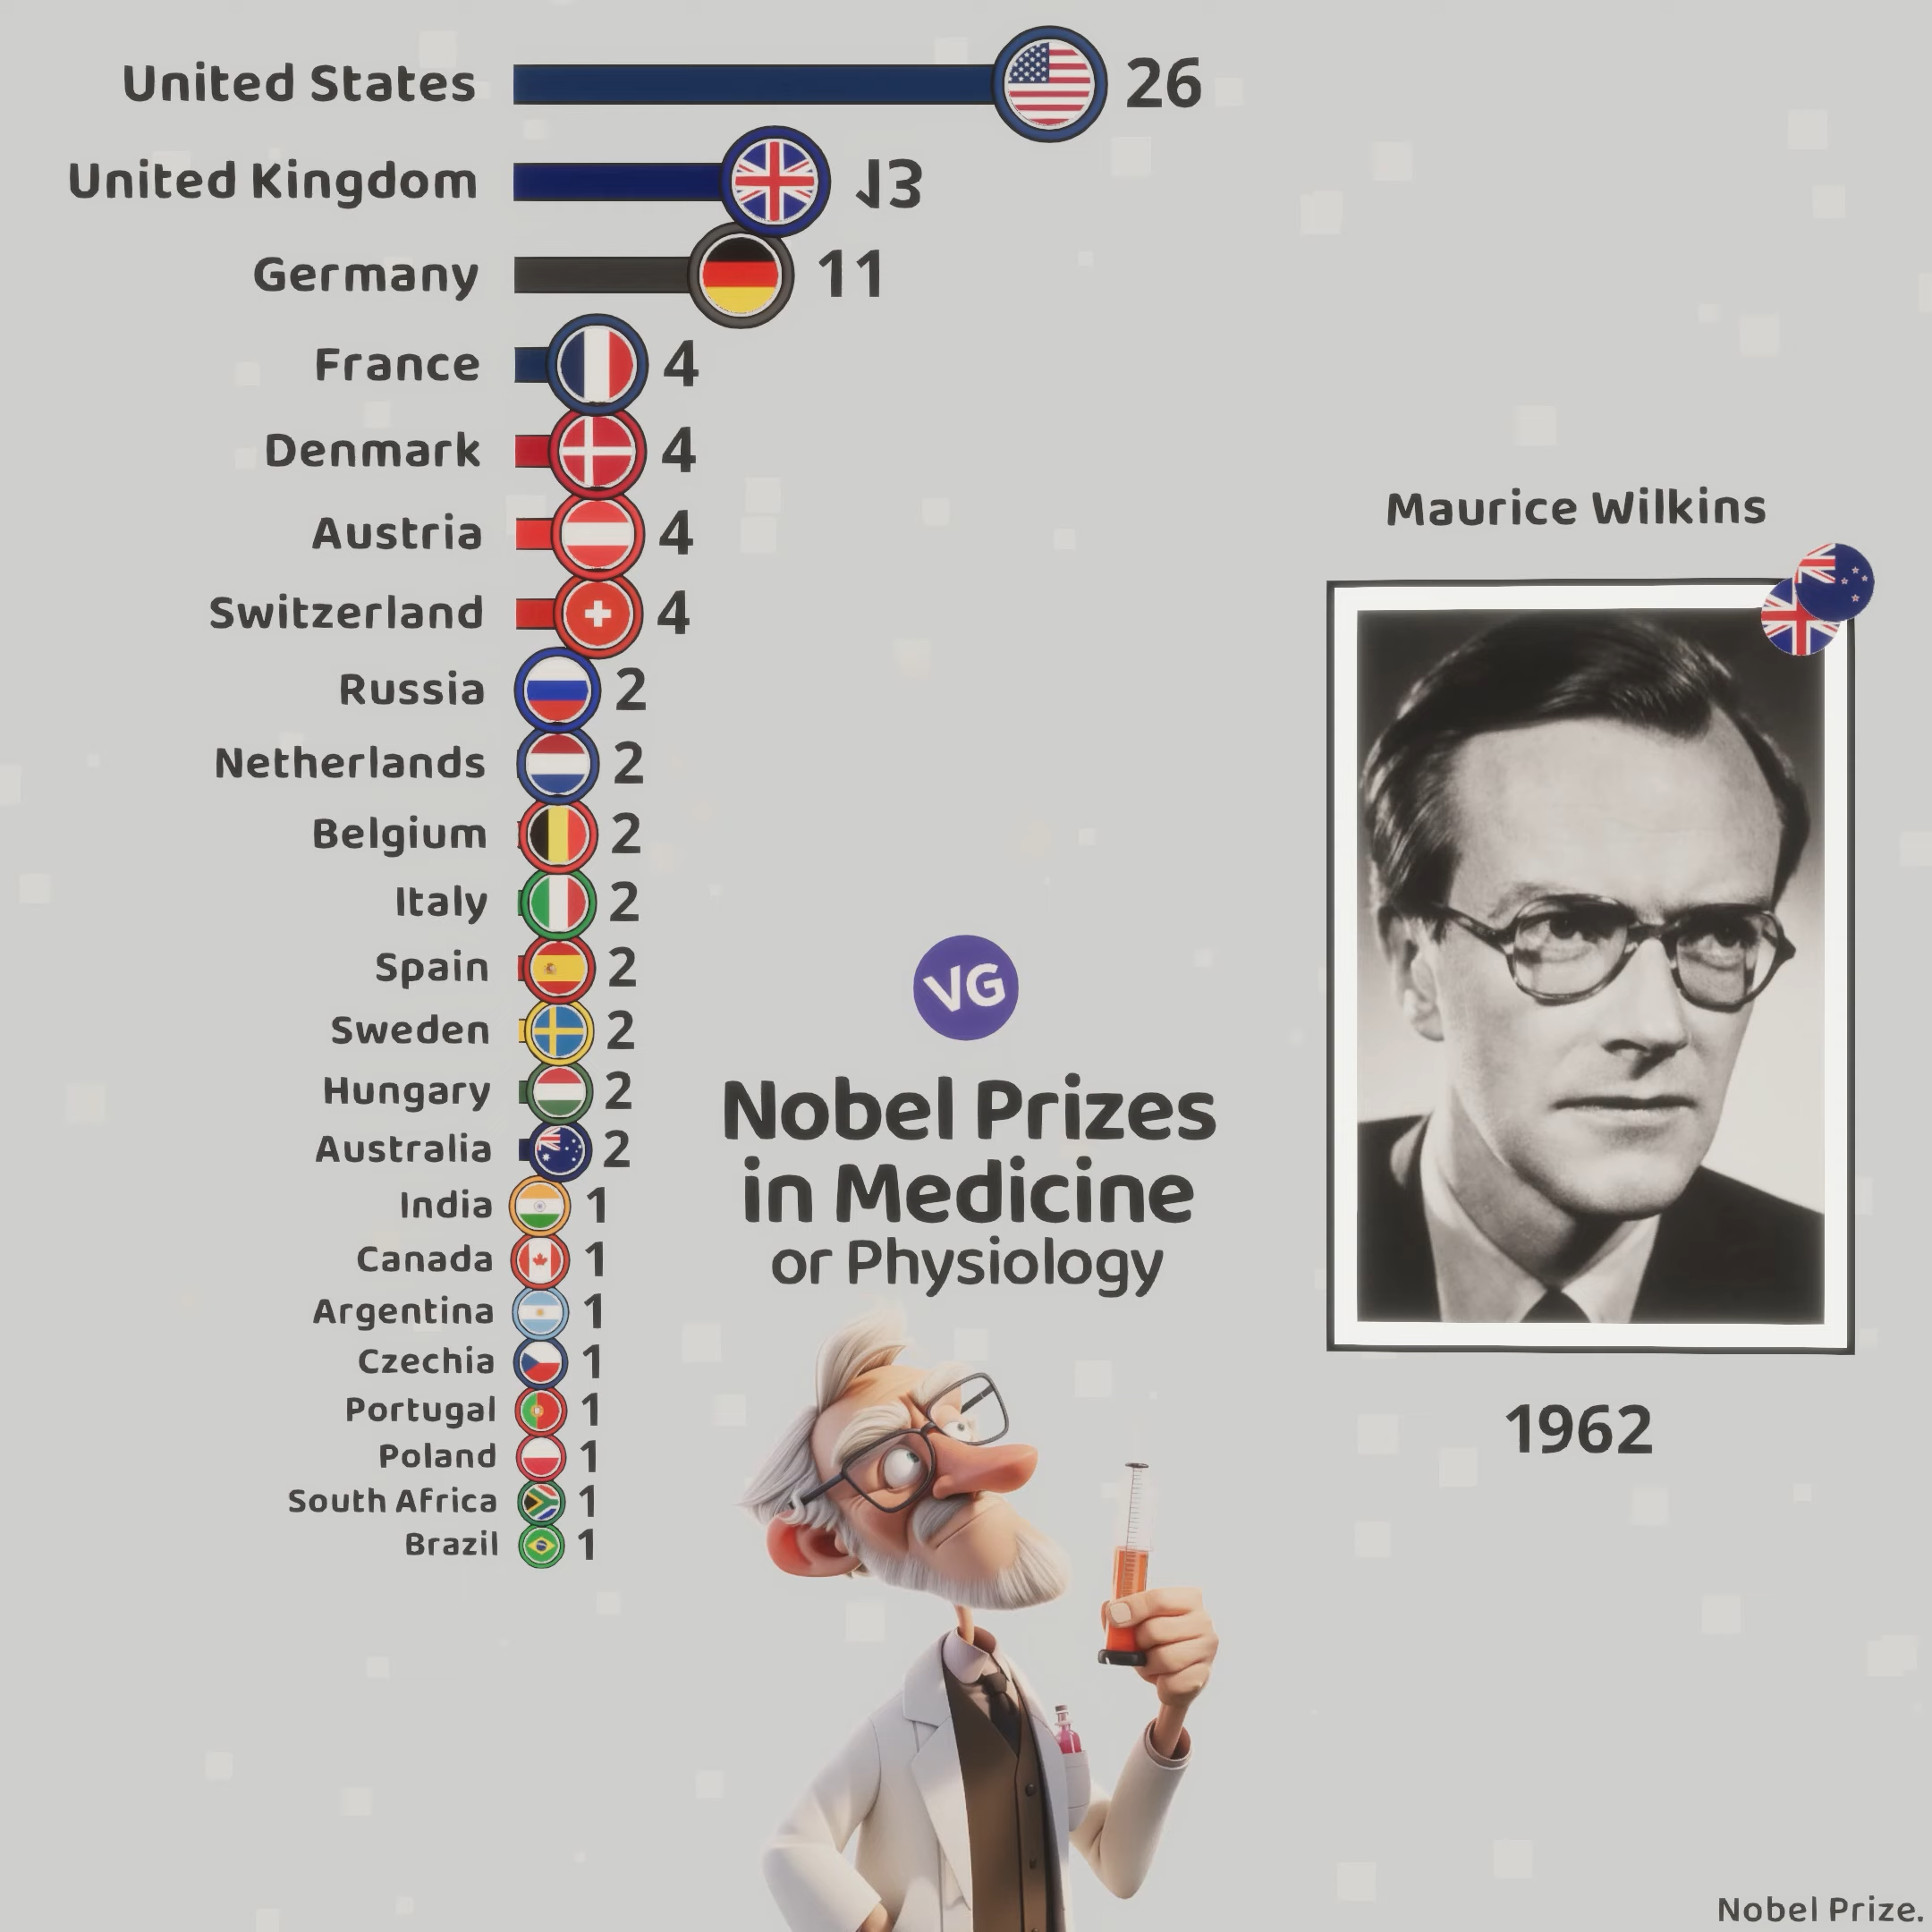 United States 26
United Kingdom 13
Germany 11
France 4
Denmark 4
Austria 4
Switzerland 4
Russia 2
Netherlands 2
Belgium 2
Italy 2
Spain 2
Sweden 2
Hungary 2
Australia 2
India 1
Canada 1
Argentina 1
Czechia 1
Portugal 1
Poland 1
South Africa 1
Brazil 1
VG
Nobel Prizes
in Medicine
or Physiology
Maurice Wilkins
1962
Nobel Prize.